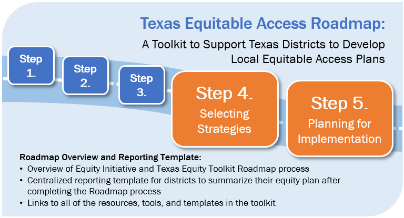 Texas Equitable Access Roadmap:
A Toolkit to Support Texas Districts to Develop
Local Equitable Access Plans
Step
1.
Step
2.
Step
3.
Step 4.
Selecting
Strategies
Step 5.
Planning for
Implementation
Roadmap Overview and Reporting Template:
• Overview of Equity Initiative and Texas Equity Toolkit Roadmap process
• Centralized reporting template for districts to summarize their equity plan after
completing the Roadmap process
• Links to all of the resources, tools, and templates in the toolkit